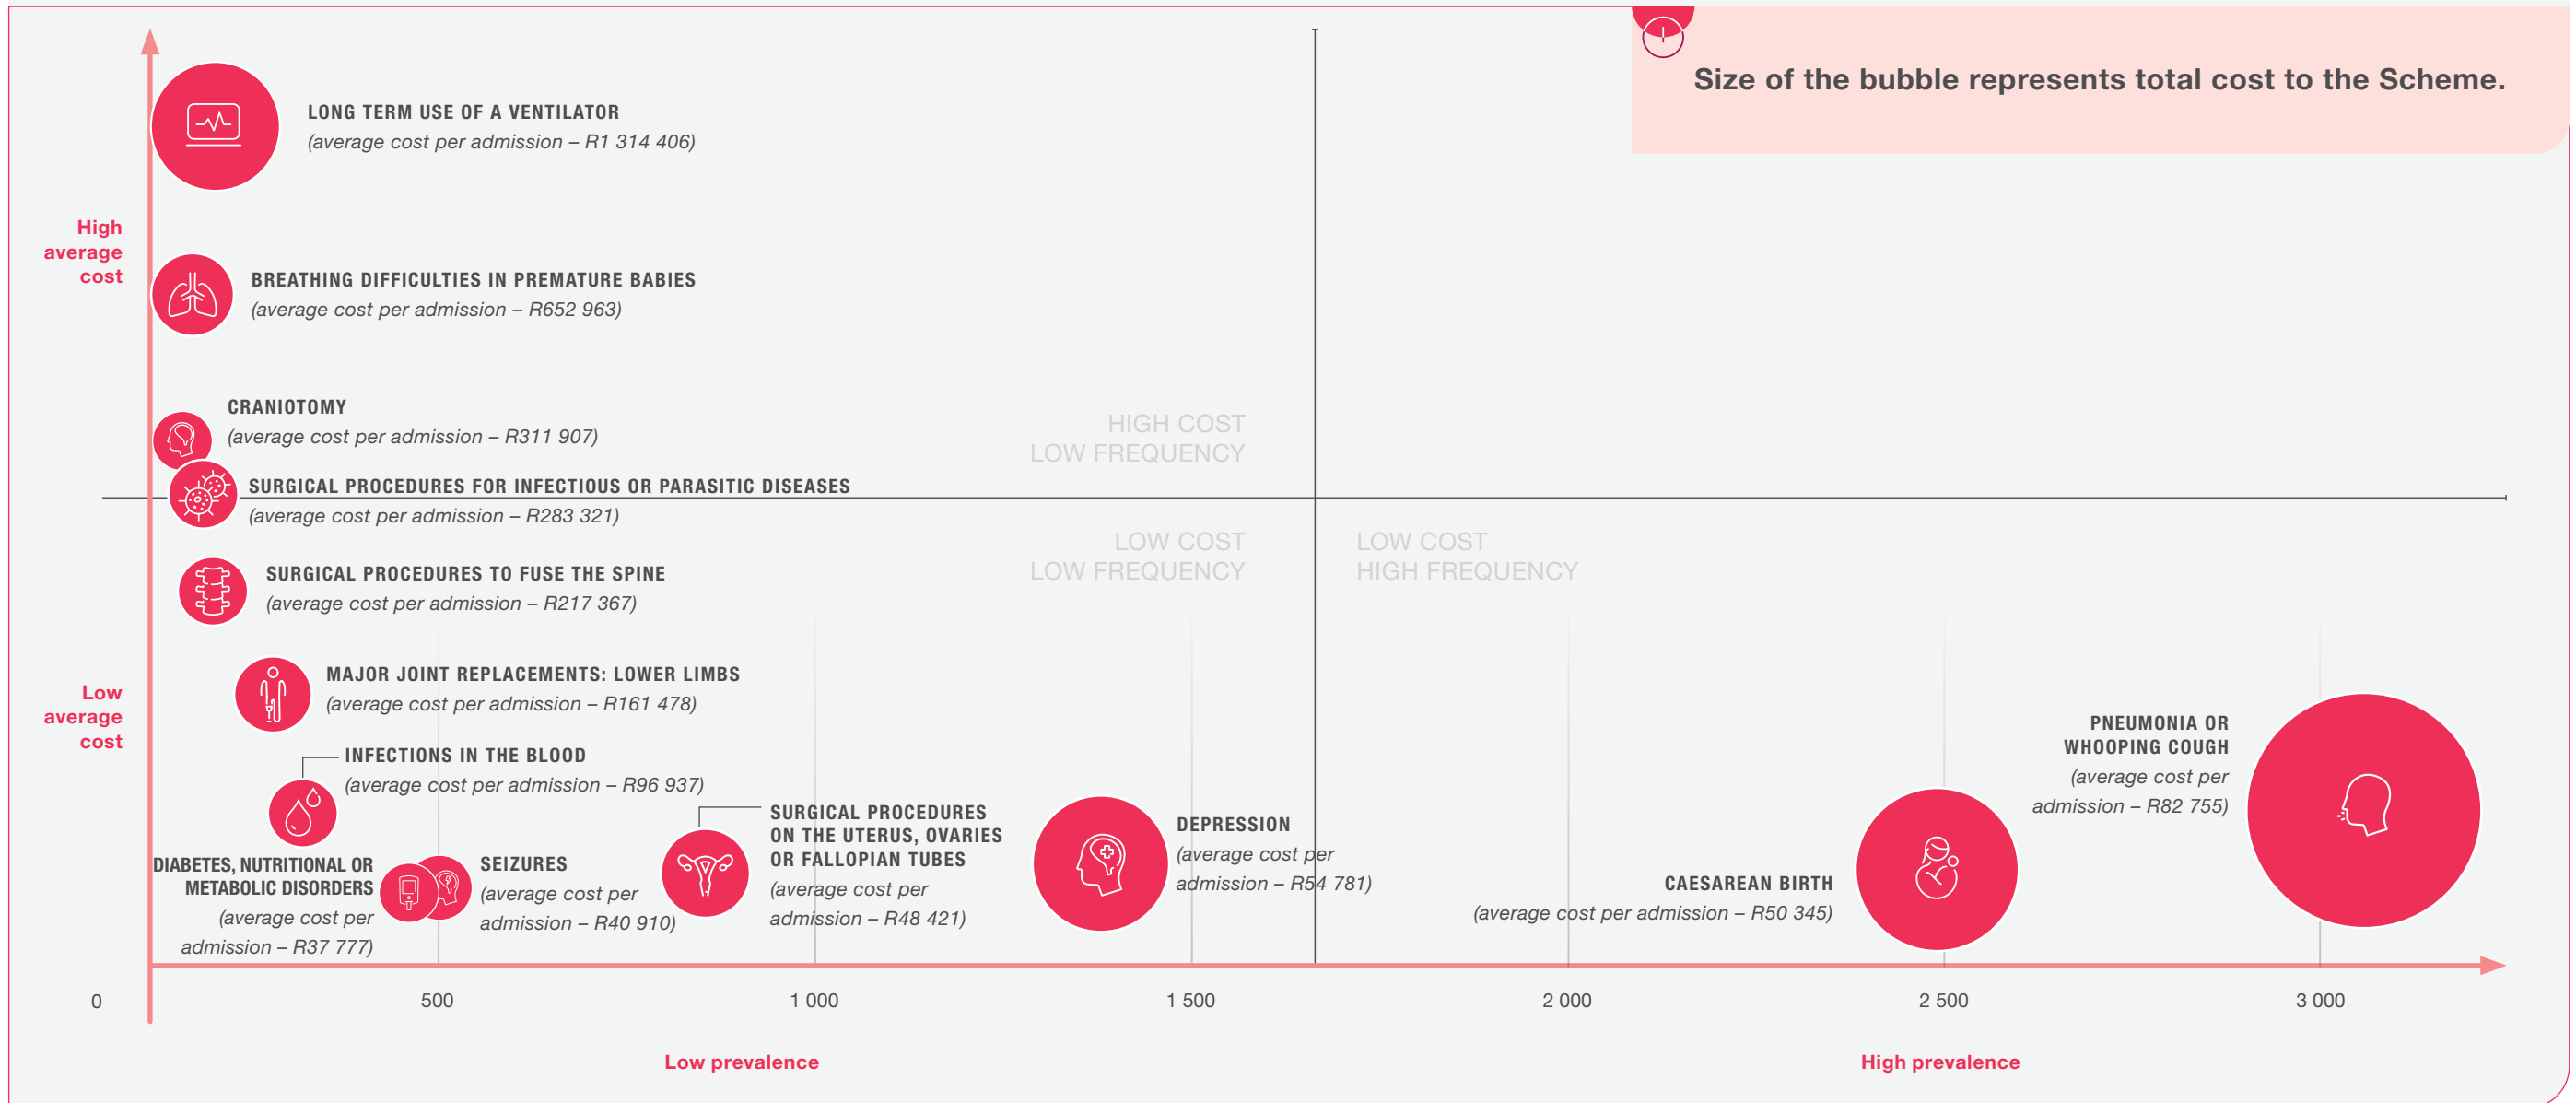 Size of the bubble represents total cost to the Scheme.
LONG TERM USE OF A VENTILATOR
(average cost per admission – R1 314 406)
High
average
cost
BREATHING DIFFICULTIES IN PREMATURE BABIES
(average cost per admission – R652 963)
CRANIOTOMY
(average cost per admission – R311 907)
HIGH COST
LOW FREQUENCY
SURGICAL PROCEDURES FOR INFECTIOUS OR PARASITIC DISEASES
(average cost per admission – R283 321)
LOW COST
LOW FREQUENCY
LOW COST
HIGH FREQUENCY
SURGICAL PROCEDURES TO FUSE THE SPINE
(average cost per admission – R217 367)
Low
average
cost
MAJOR JOINT REPLACEMENTS: LOWER LIMBS
(average cost per admission – R161 478)
INFECTIONS IN THE BLOOD
(average cost per admission – R96 937)
DIABETES, NUTRITIONAL OR
METABOLIC DISORDERS
(average cost per
admission – R37 777)
SEIZURES
(average cost per
admission – R40 910)
SURGICAL PROCEDURES
ON THE UTERUS, OVARIES
OR FALLOPIAN TUBES
(average cost per
admission – R48 421)
DEPRESSION
(average cost per
admission – R54 781)
CAESAREAN BIRTH
(average cost per admission – R50 345)
PNEUMONIA OR
WHOOPING COUGH
(average cost per
admission – R82 755)
0 500 1 000 1 500 2 000 2 500 3 000
Low prevalence High prevalence